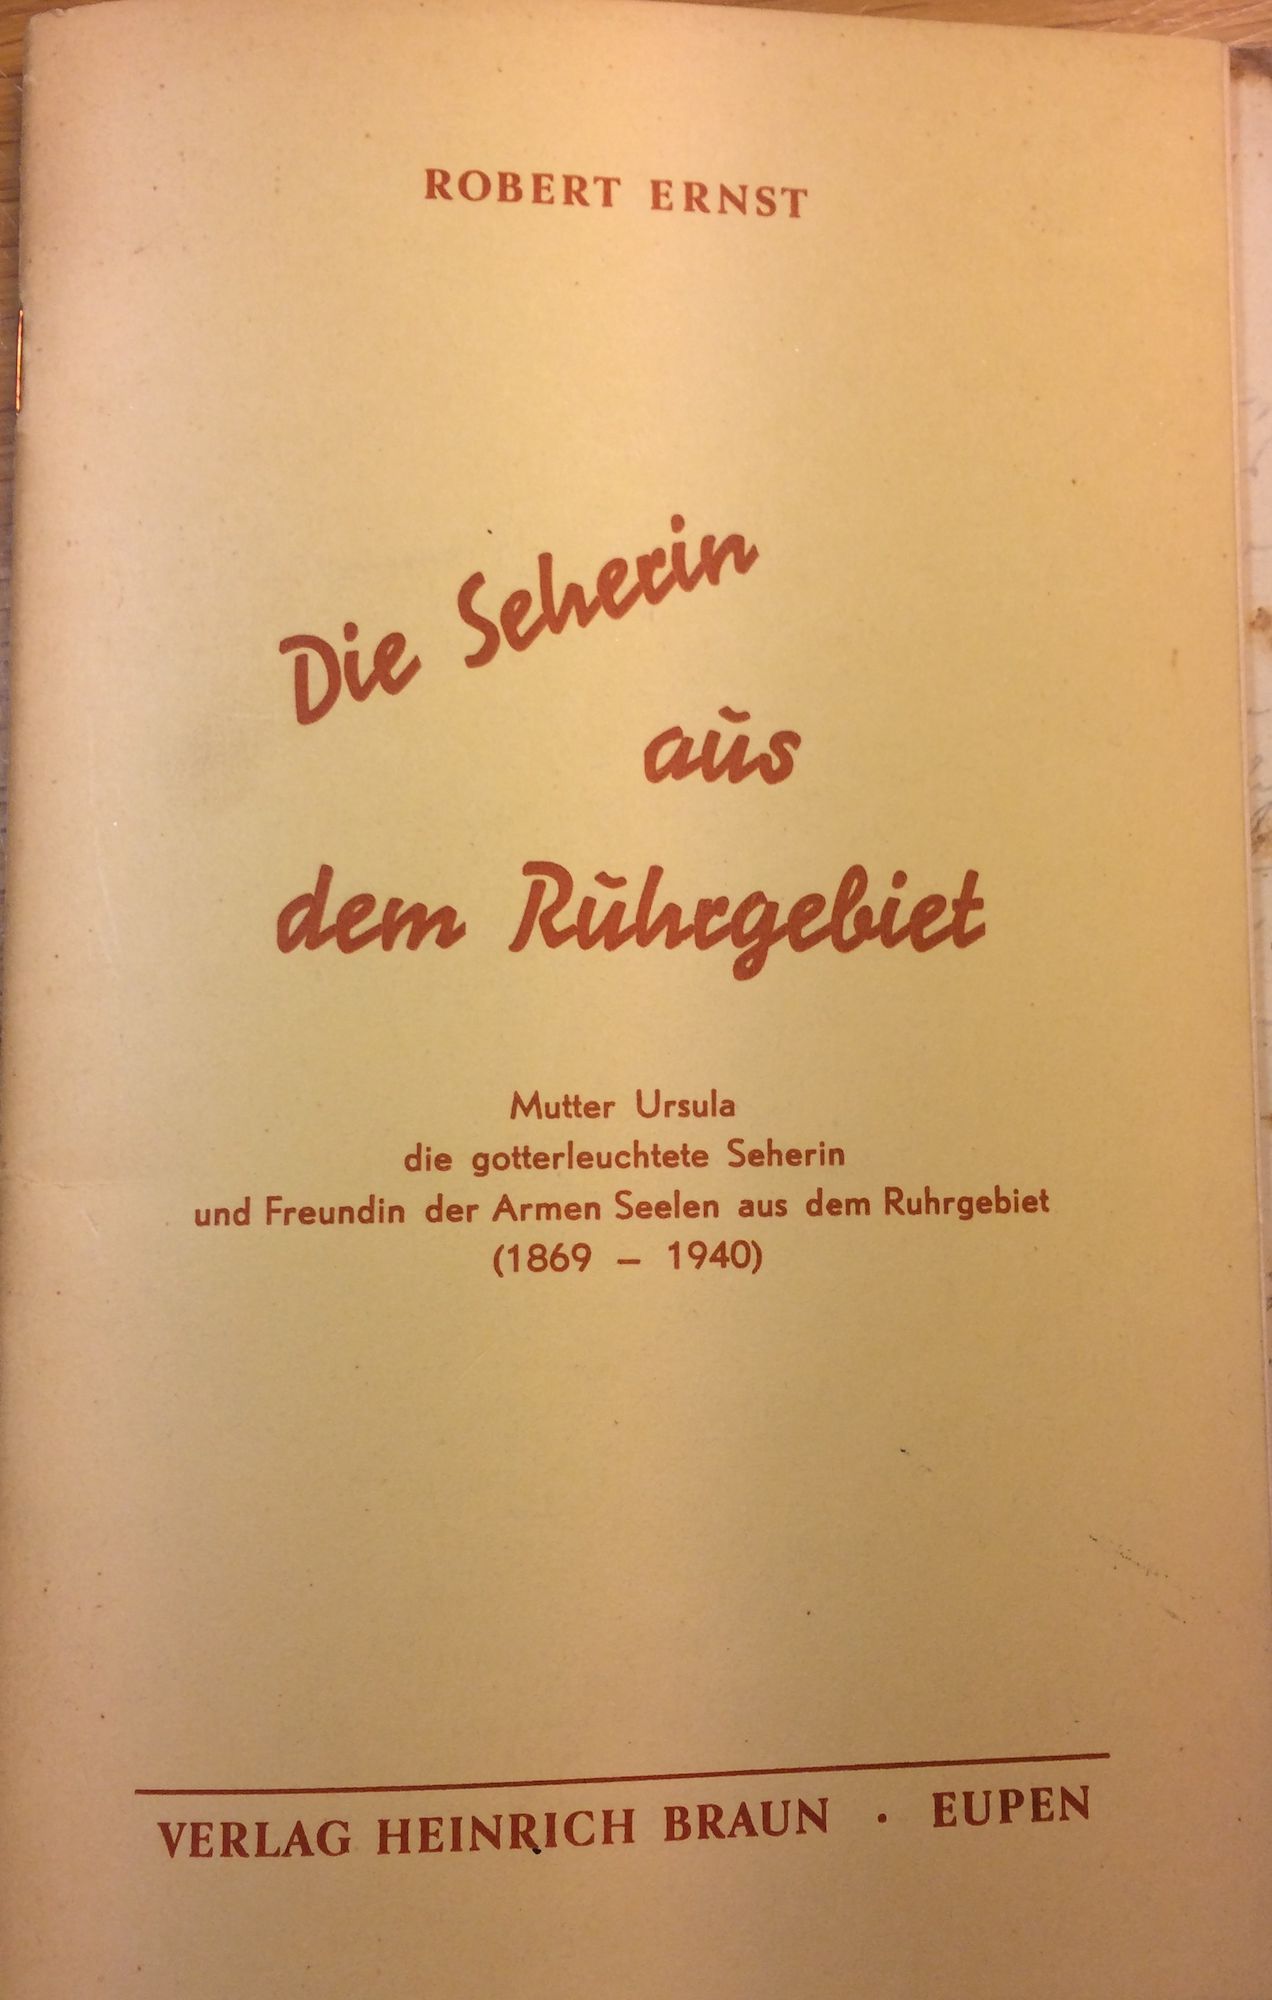 ROBERT ERNST
Die Seherin
aus
dem Ruhrgebiet
Mutter Ursula
die gotterleuchtete Seherin
und Freundin der Armen Seelen aus dem Ruhrgebiet
(1869 – 1940)
VERLAG HEINRICH BRAUN · EUPEN